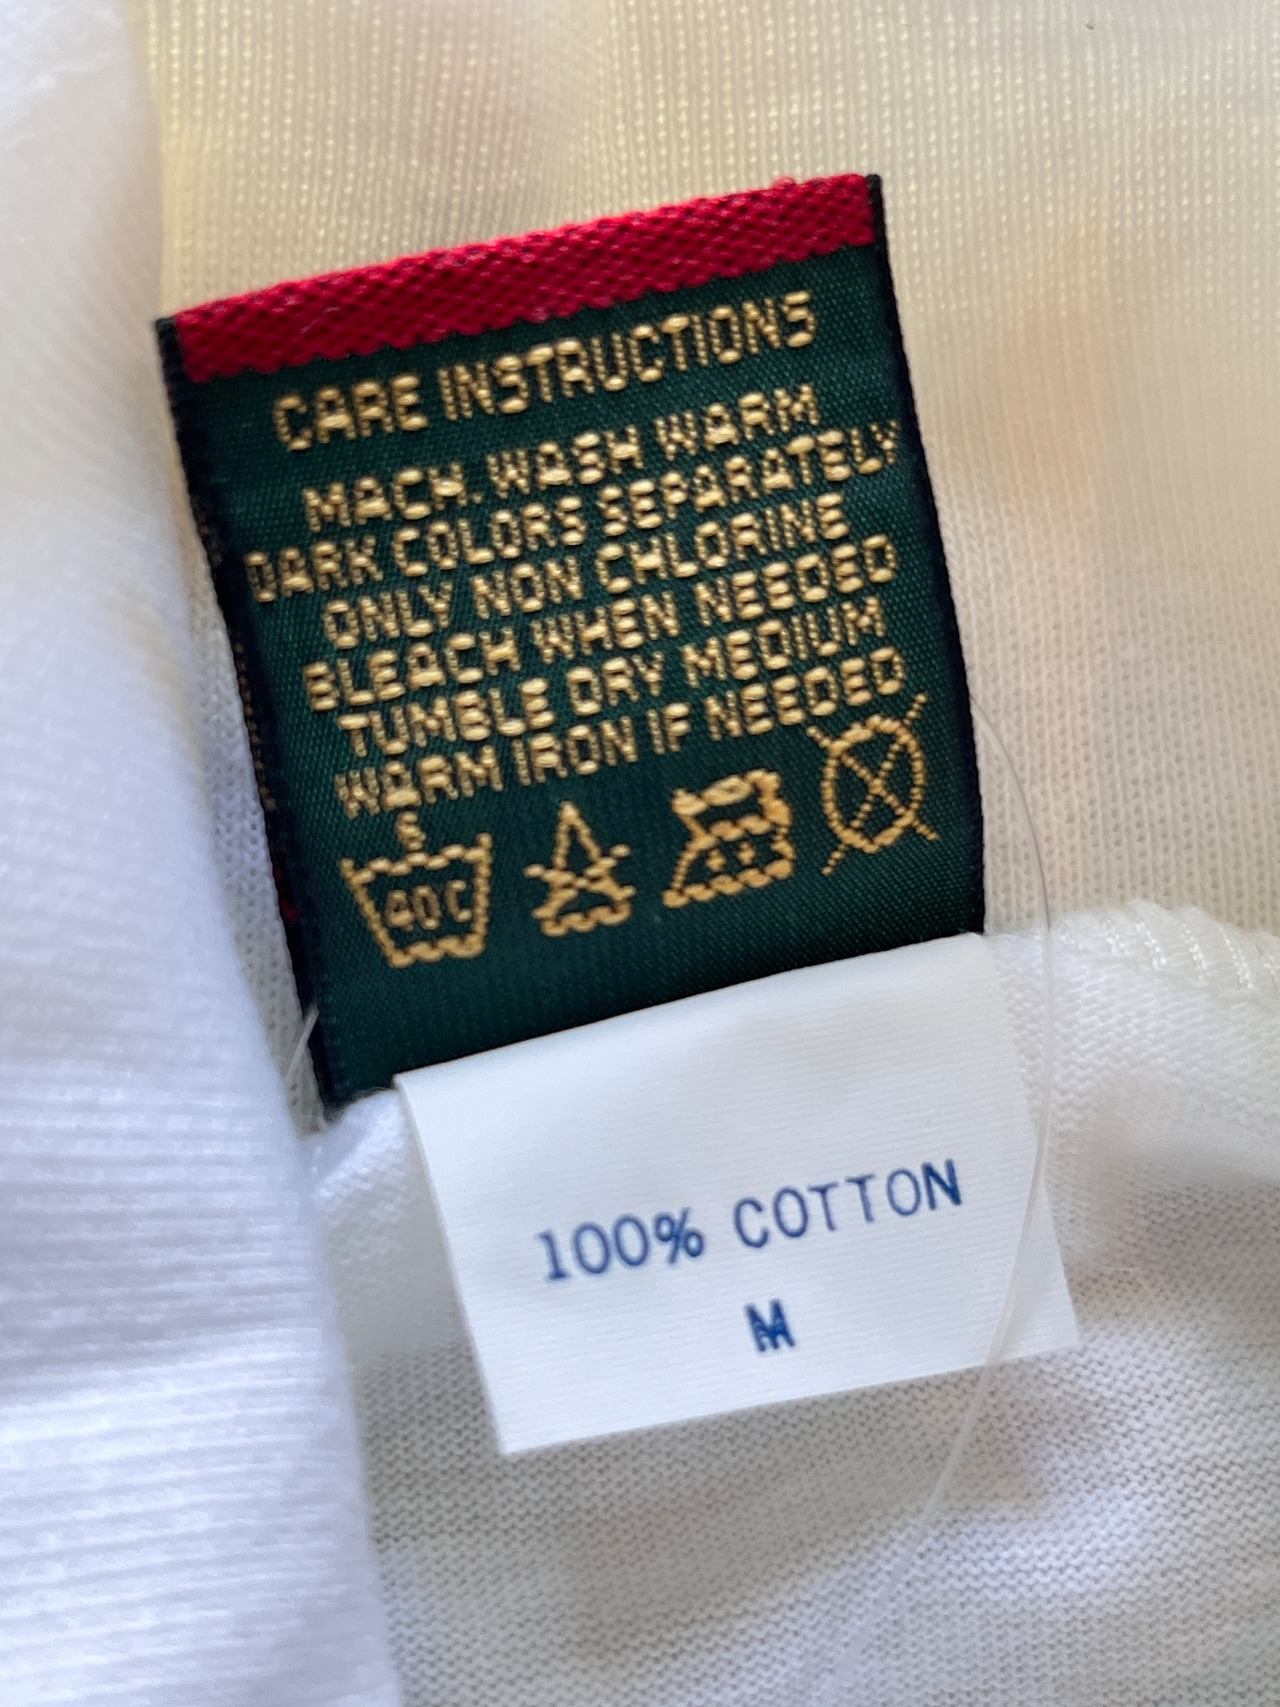 CARE INSTRUCTIONS
MACH. WASH WARM
DARK COLORS SEPARATELY
ONLY NON CHLORINE
BLEACH WHEN NEEDED
TUMBLE DRY MEDIUM
WARM IRON IF NEEDED
6
40C
100% COTTON
M